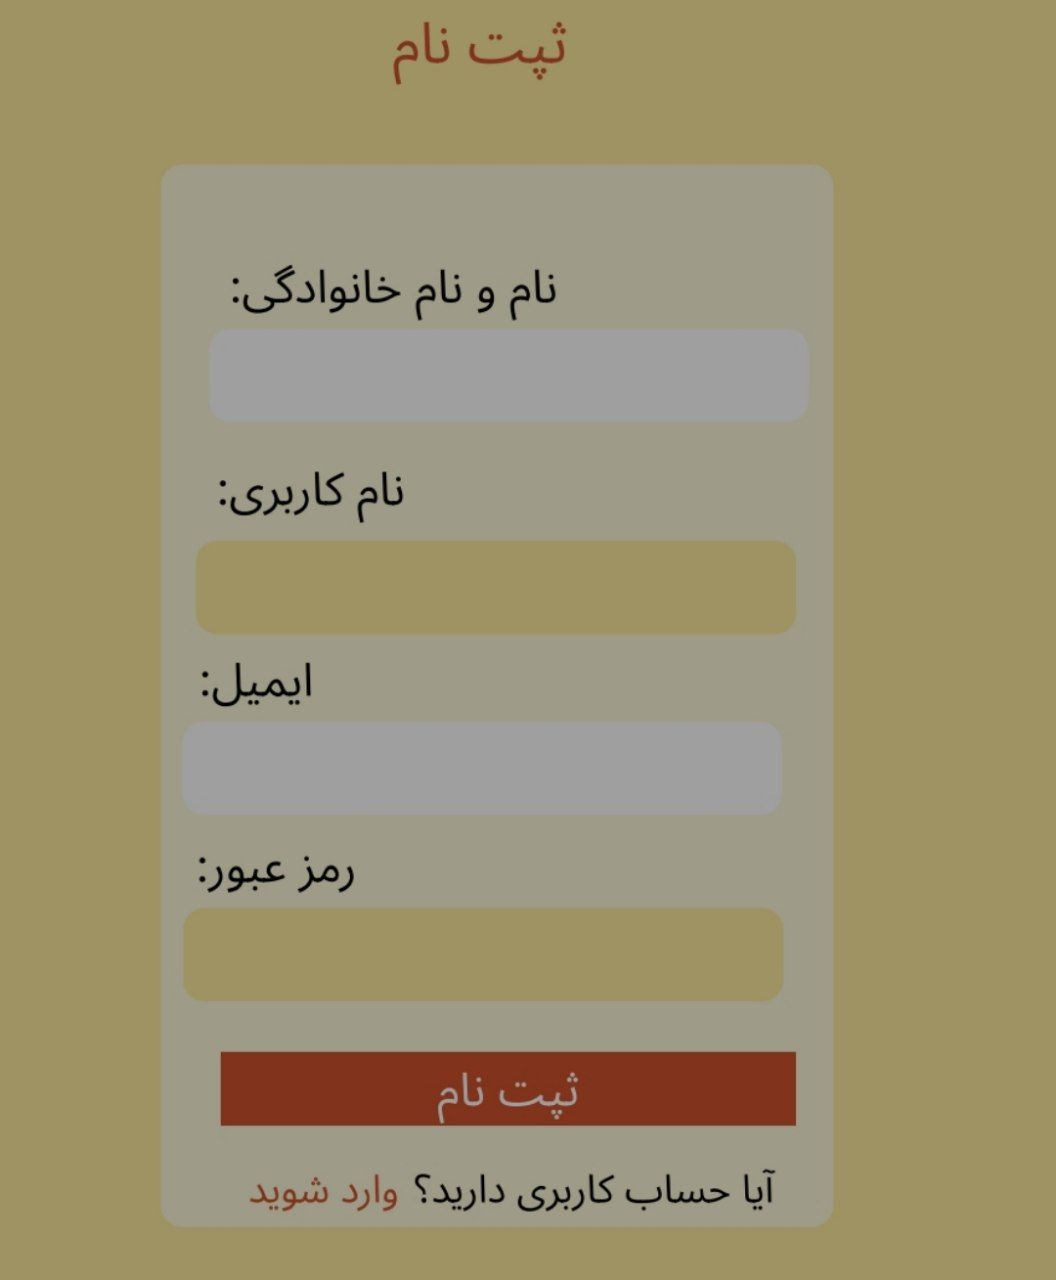 ثپت نام
نام و نام خانوادگی:
نام کاربری:
ایمیل:
رمز عبور:
ثپت نام
آیا حساب کاربری دارید؟ وارد شوید